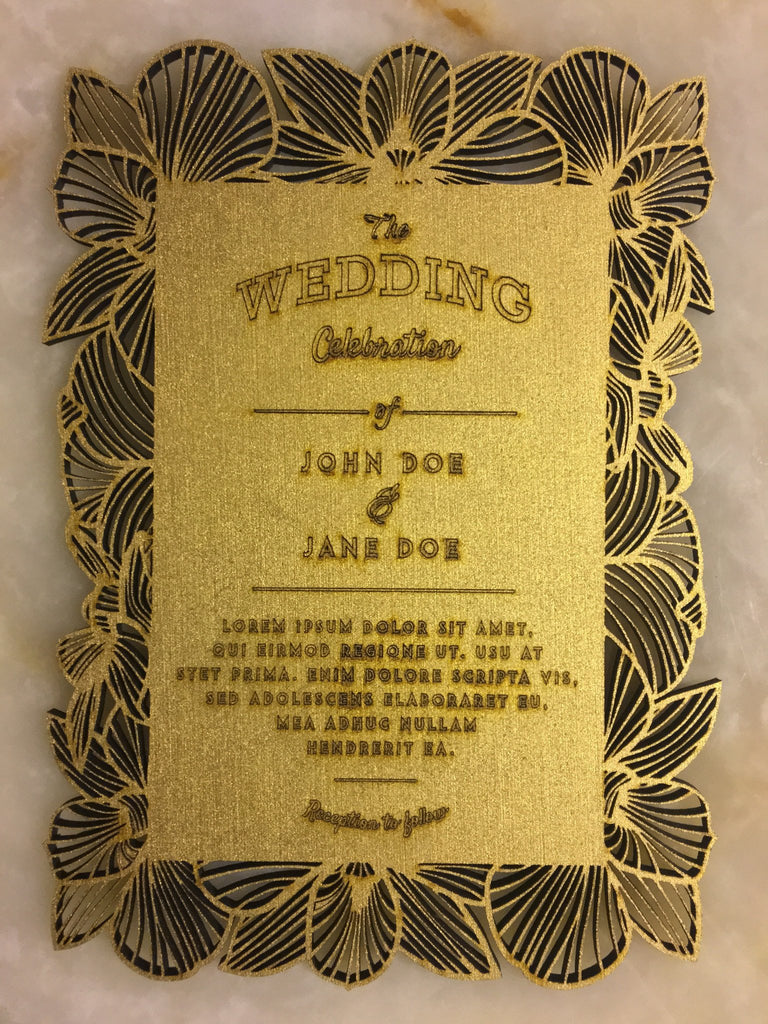 The
WEDDING
Celebration
of
JOHN DOE
&
JANE DOE
LOREM IPSUM DOLOR SIT AMET,
QUI EIRMOD REGIONE UT. USU AT
STET PRIMA. ENIM DOLORE SCRIPTA VIS,
SED ADOLESCENS ELABORARET EU,
MEA ADHUC NULLAM
HENDRERIT EA.
Reception to follow